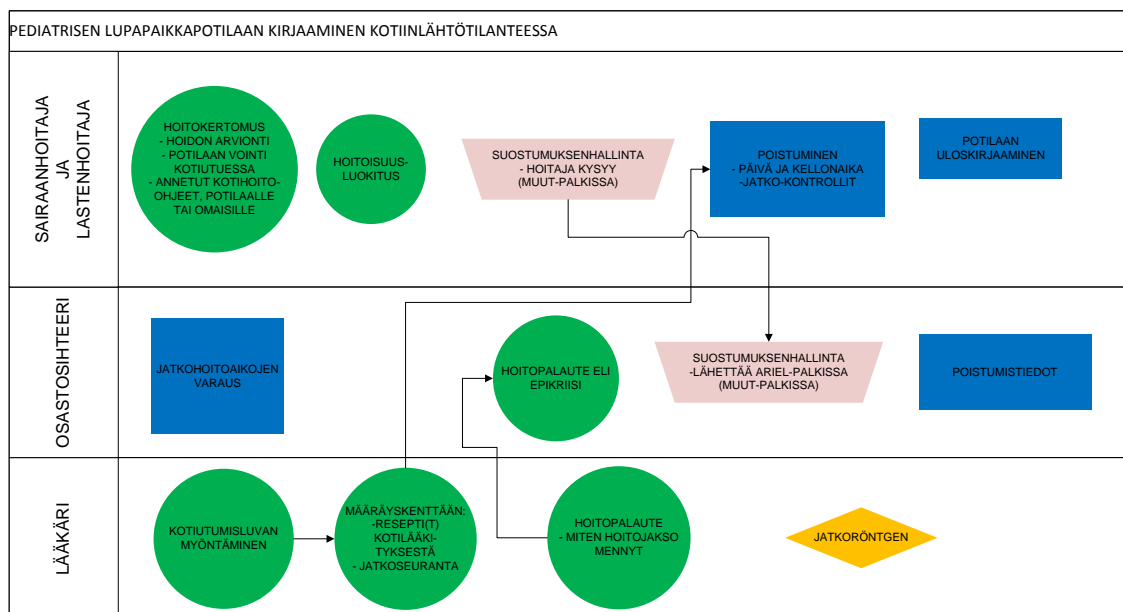 PEDIATRISEN LUPAPAIKKAPOTILAAN KIRJAAMINEN KOTIINLÄHTÖTILANTEESSA
SAIRAANHOITAJA
JA
LASTENHOITAJA
HOITOKERTOMUS
- HOIDON ARVIONTI
- POTILAAN VOINTI
KOTIUTUESSA
- ANNETUT KOTIHOITO-
OHJEET, POTILAALLE
TAI OMAISILLE
HOITOISUUS-
LUOKITUS
SUOSTUMUKSENHALLINTA
- HOITAJA KYSYY
(MUUT-PALKISSA)
POISTUMINEN
- PÄIVÄ JA KELLONAIKA
-JATKO-KONTROLLIT
POTILAAN
ULOSKIRJAAMINEN
OSASTOSIHTEERI
JATKOHOITOAIKOJEN
VARAUS
HOITOPALAUTE ELI
EPIKRIISI
SUOSTUMUKSENHALLINTA
-LÄHETTÄÄ ARIEL-PALKISSA
(MUUT-PALKISSA)
POISTUMISTIEDOT
LÄÄKÄRI
KOTIUTUMISLUVAN
MYÖNTÄMINEN
MÄÄRÄYSKENTTÄÄN:
-RESEPTI(T)
KOTILÄÄKI-
TYKSESTÄ
- JATKOSEURANTA
HOITOPALAUTE
- MITEN HOITOJAKSO
MENNYT
JATKORÖNTGEN